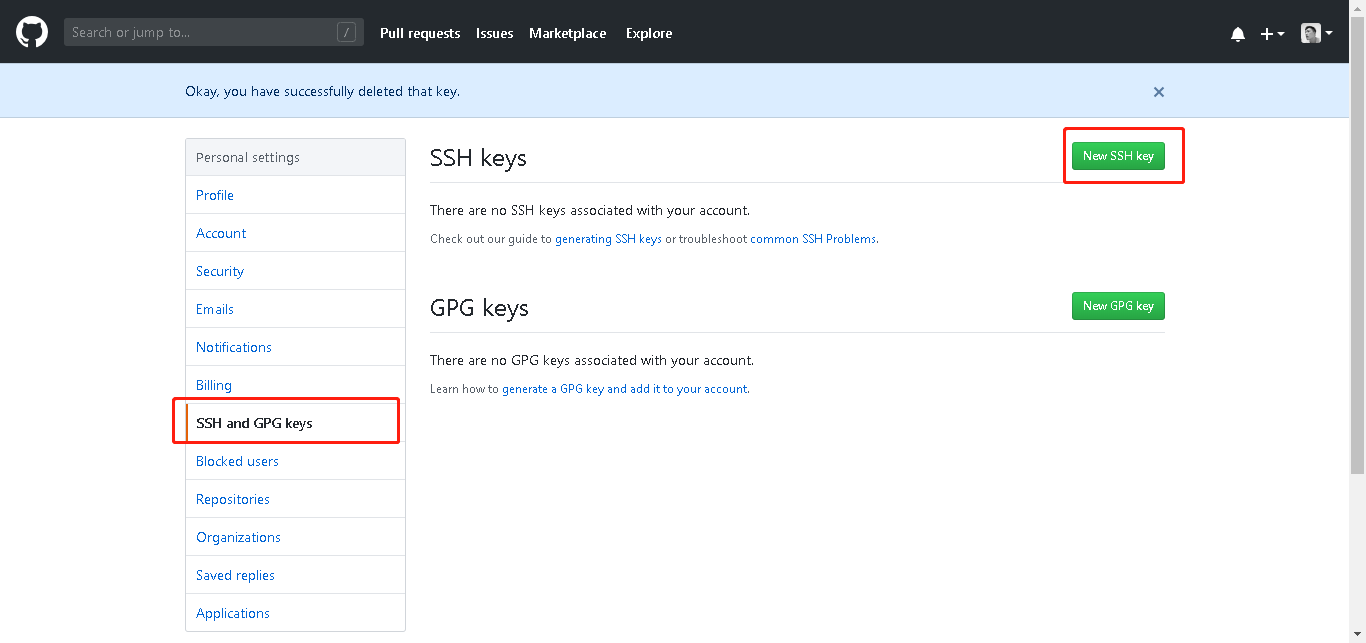 Search or jump to... / Pull requests Issues Marketplace Explore
Okay, you have successfully deleted that key.
Personal settings
Profile
Account
Security
Emails
Notifications
Billing
SSH and GPG keys
Blocked users
Repositories
Organizations
Saved replies
Applications
SSH keys
New SSH key
There are no SSH keys associated with your account.
Check out our guide to generating SSH keys or troubleshoot common SSH Problems.
GPG keys
New GPG key
There are no GPG keys associated with your account.
Learn how to generate a GPG key and add it to your account.